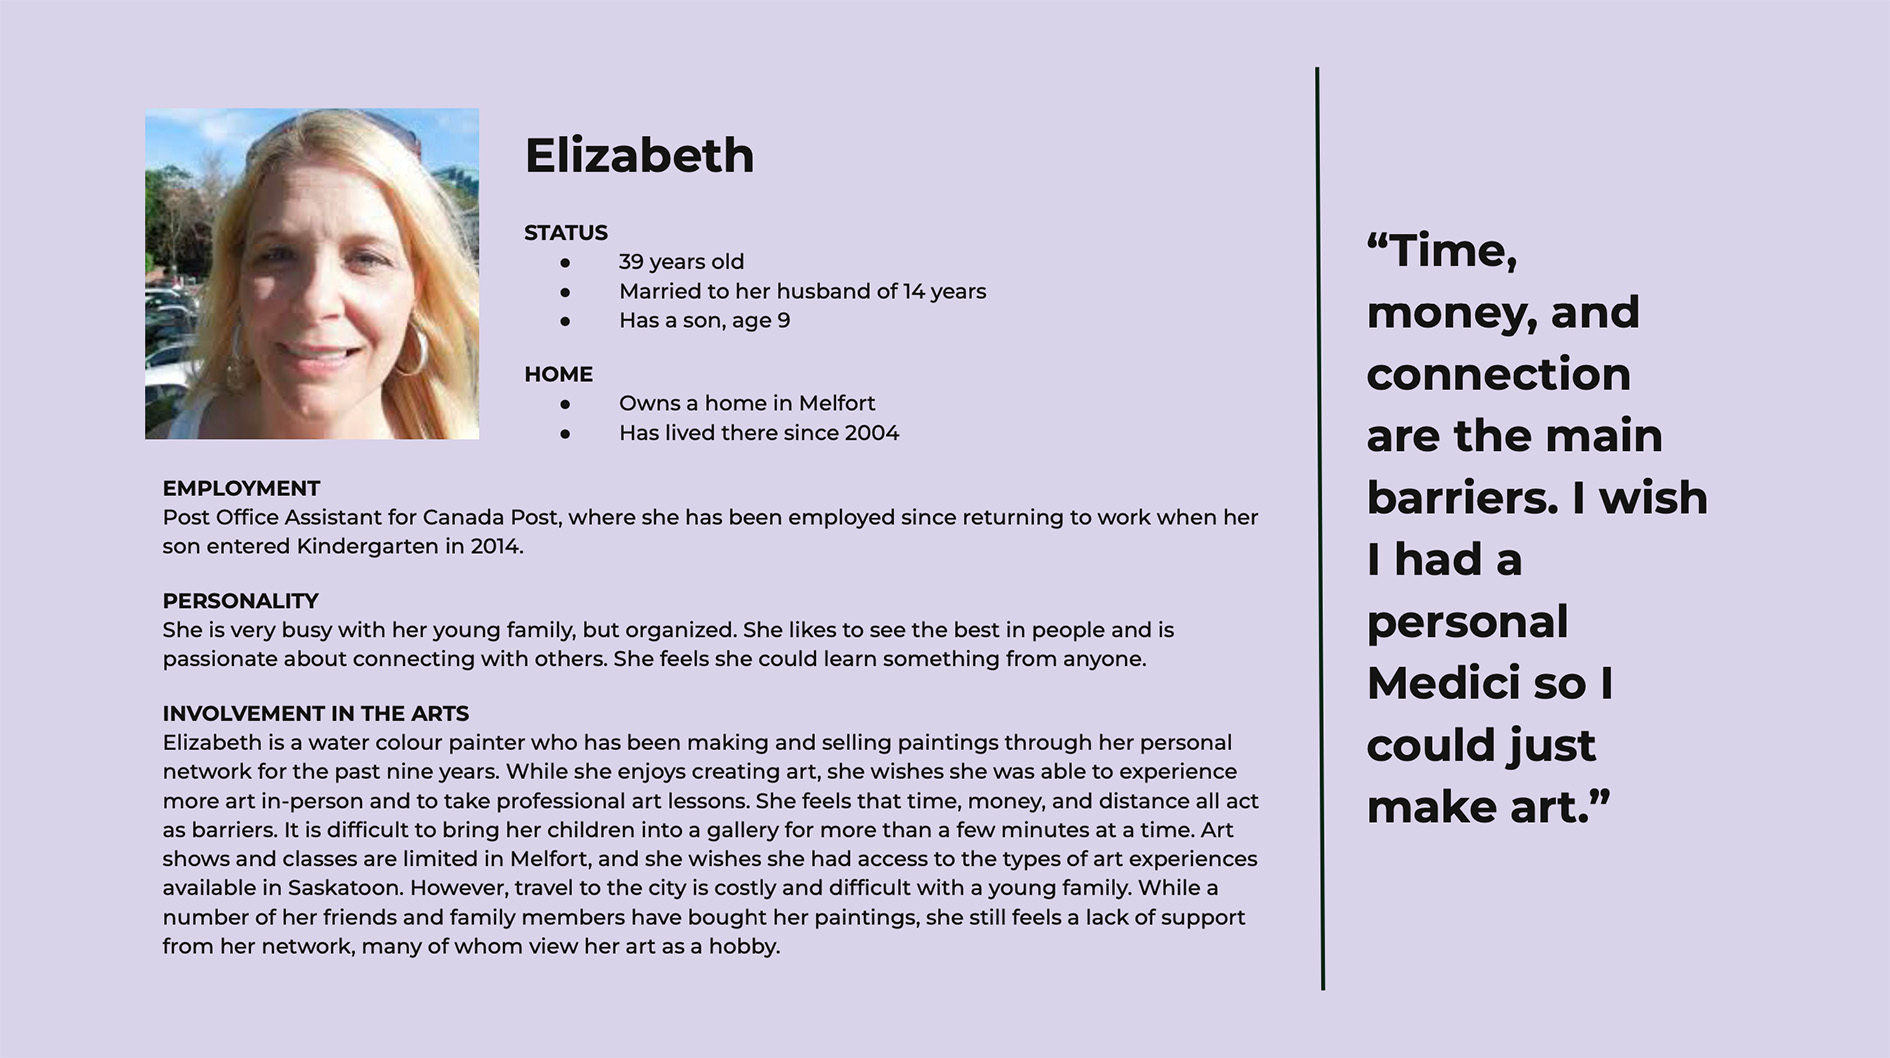 Elizabeth
STATUS
● 39 years old
● Married to her husband of 14 years
● Has a son, age 9
HOME
● Owns a home in Melfort
● Has lived there since 2004
EMPLOYMENT
Post Office Assistant for Canada Post, where she has been employed since returning to work when her
son entered Kindergarten in 2014.
PERSONALITY
She is very busy with her young family, but organized. She likes to see the best in people and is
passionate about connecting with others. She feels she could learn something from anyone.
INVOLVEMENT IN THE ARTS
Elizabeth is a water colour painter who has been making and selling paintings through her personal
network for the past nine years. While she enjoys creating art, she wishes she was able to experience
more art in-person and to take professional art lessons. She feels that time, money, and distance all act
as barriers. It is difficult to bring her children into a gallery for more than a few minutes at a time. Art
shows and classes are limited in Melfort, and she wishes she had access to the types of art experiences
available in Saskatoon. However, travel to the city is costly and difficult with a young family. While a
number of her friends and family members have bought her paintings, she still feels a lack of support
from her network, many of whom view her art as a hobby.
“Time,
money, and
connection
are the main
barriers. I wish
I had a
personal
Medici so I
could just
make art.”